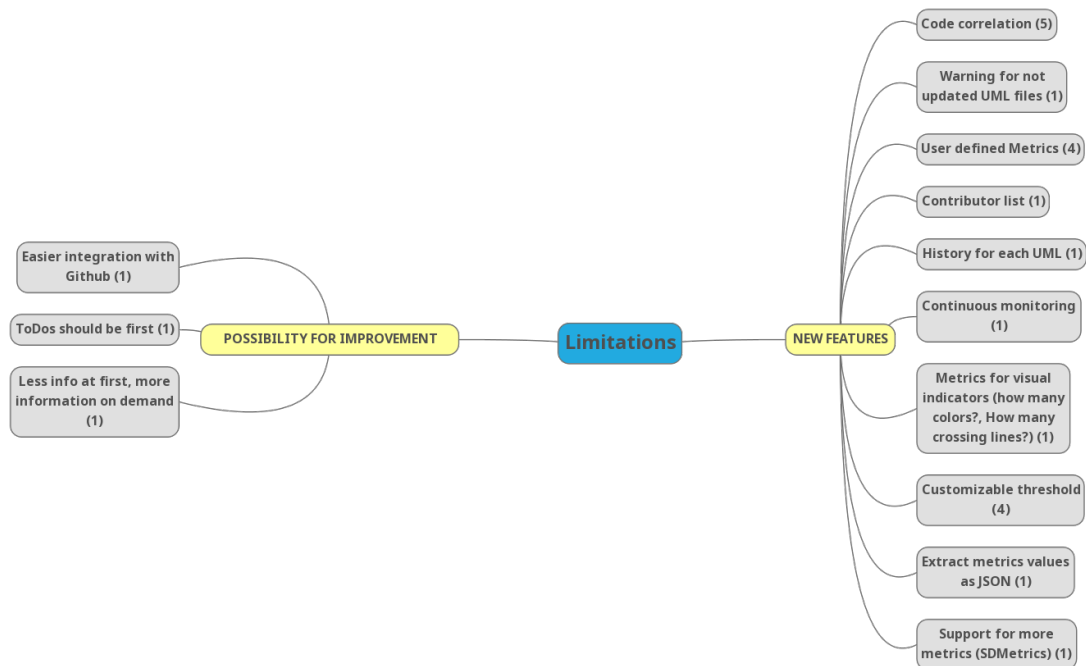 Code correlation (5)
Warning for not
updated UML files (1)
User defined Metrics (4)
Contributor list (1)
History for each UML (1)
Continuous monitoring
(1)
Metrics for visual
indicators (how many
colors?, How many
crossing lines?) (1)
Customizable threshold
(4)
Extract metrics values
as JSON (1)
Support for more
metrics (SDMetrics) (1)
NEW FEATURES
Limitations
POSSIBILITY FOR IMPROVEMENT
Easier integration with
Github (1)
ToDos should be first (1)
Less info at first, more
information on demand
(1)